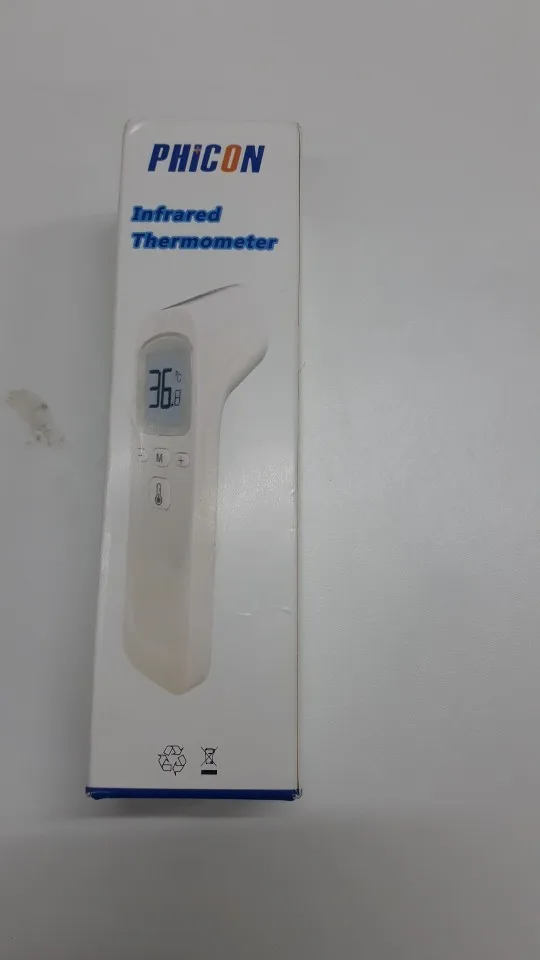 PHiCON
Infrared
Thermometer
℃
36.8
- M +